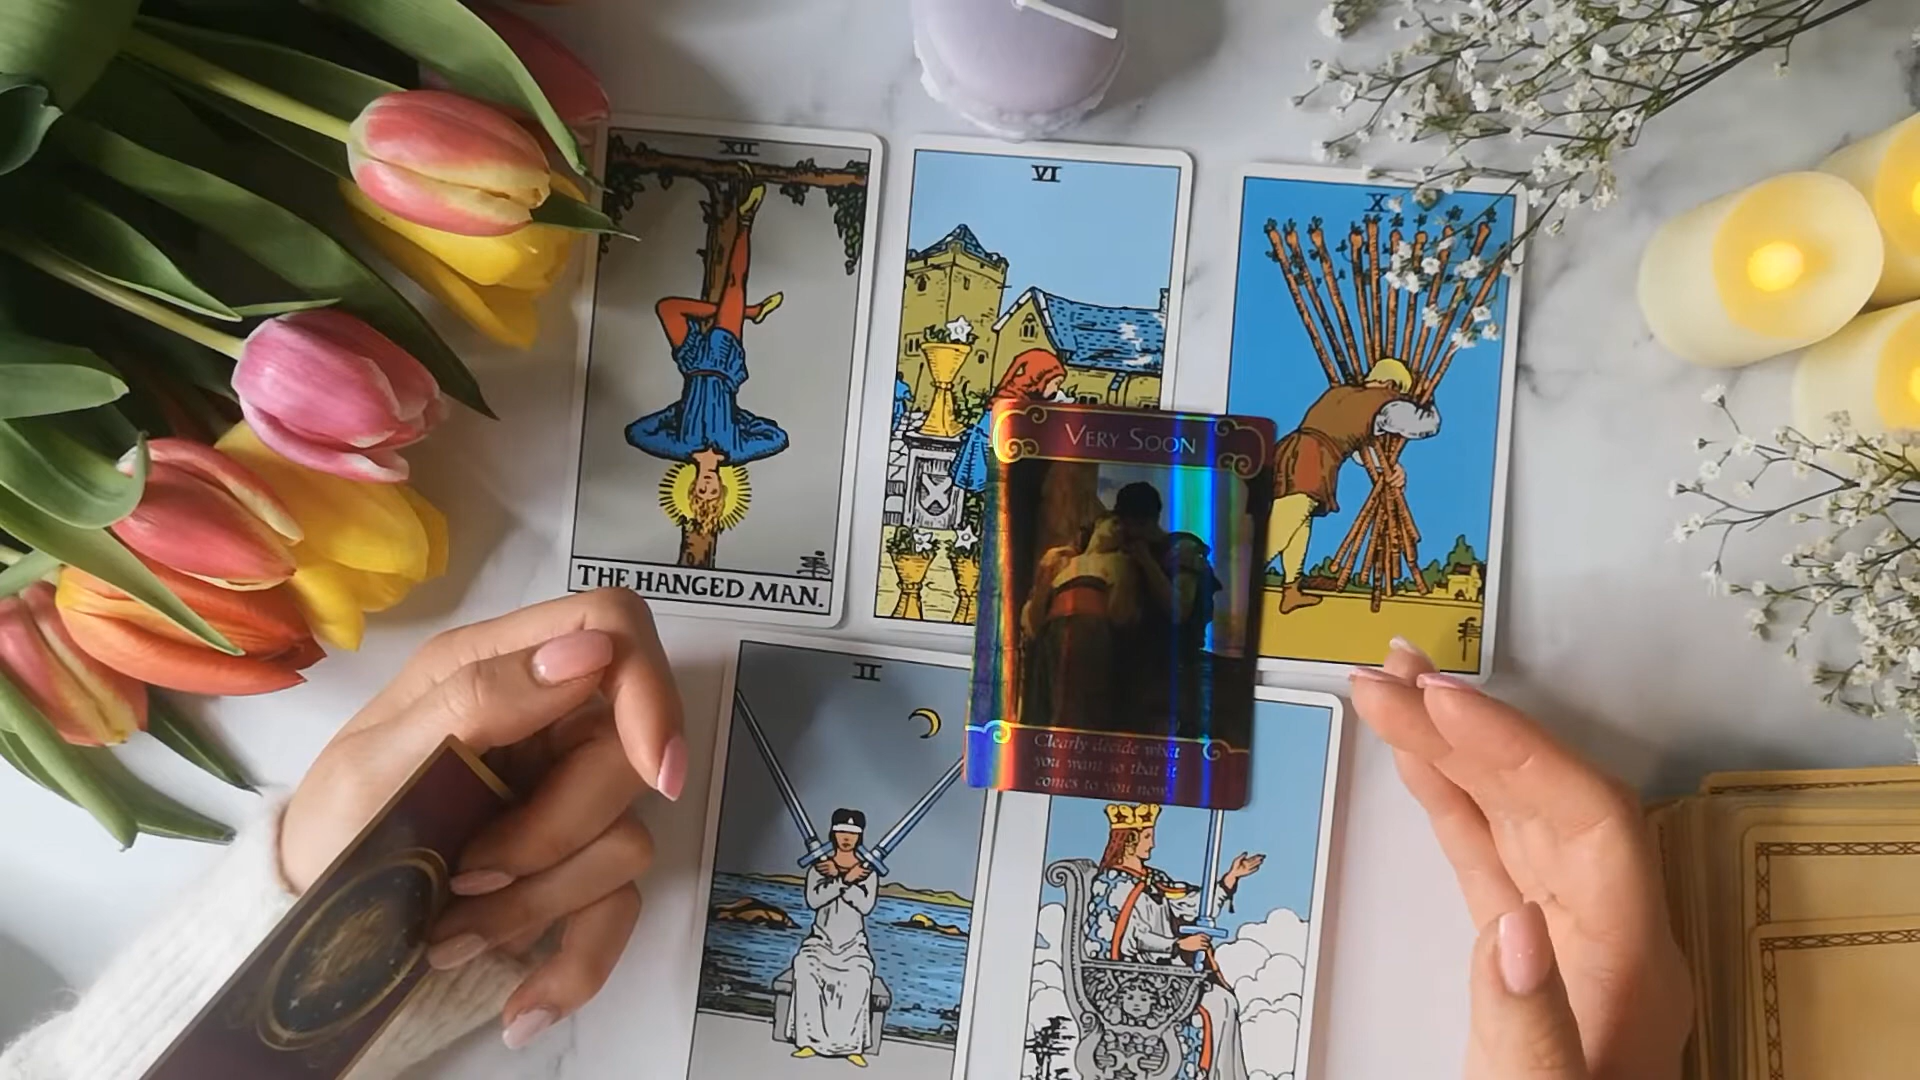 XII
VI
X
THE HANGED MAN.
VERY SOON
Clearly decide what
you want so that it
comes to you now.
II